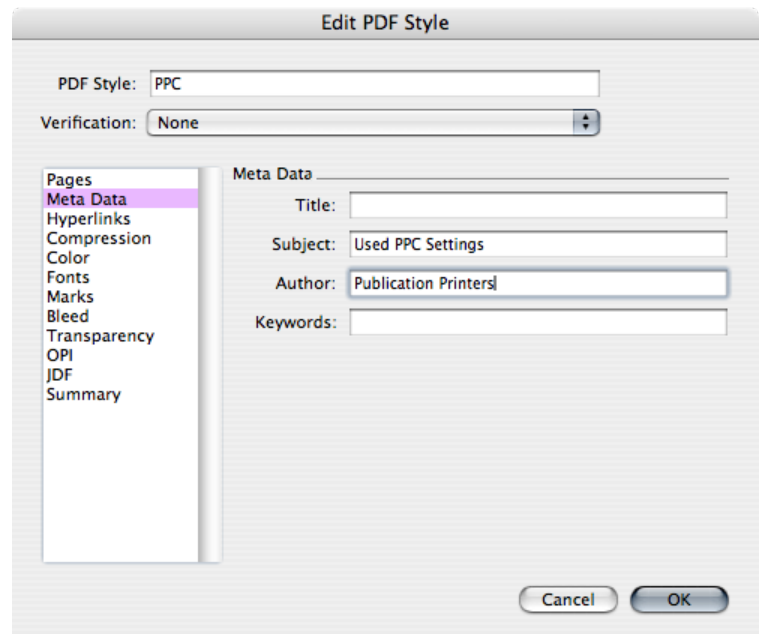 Edit PDF Style
PDF Style: PPC
Verification: None
Pages
Meta Data
Hyperlinks
Compression
Color
Fonts
Marks
Bleed
Transparency
OPI
JDF
Summary
Meta Data
Title:
Subject: Used PPC Settings
Author: Publication Printers
Keywords:
Cancel OK